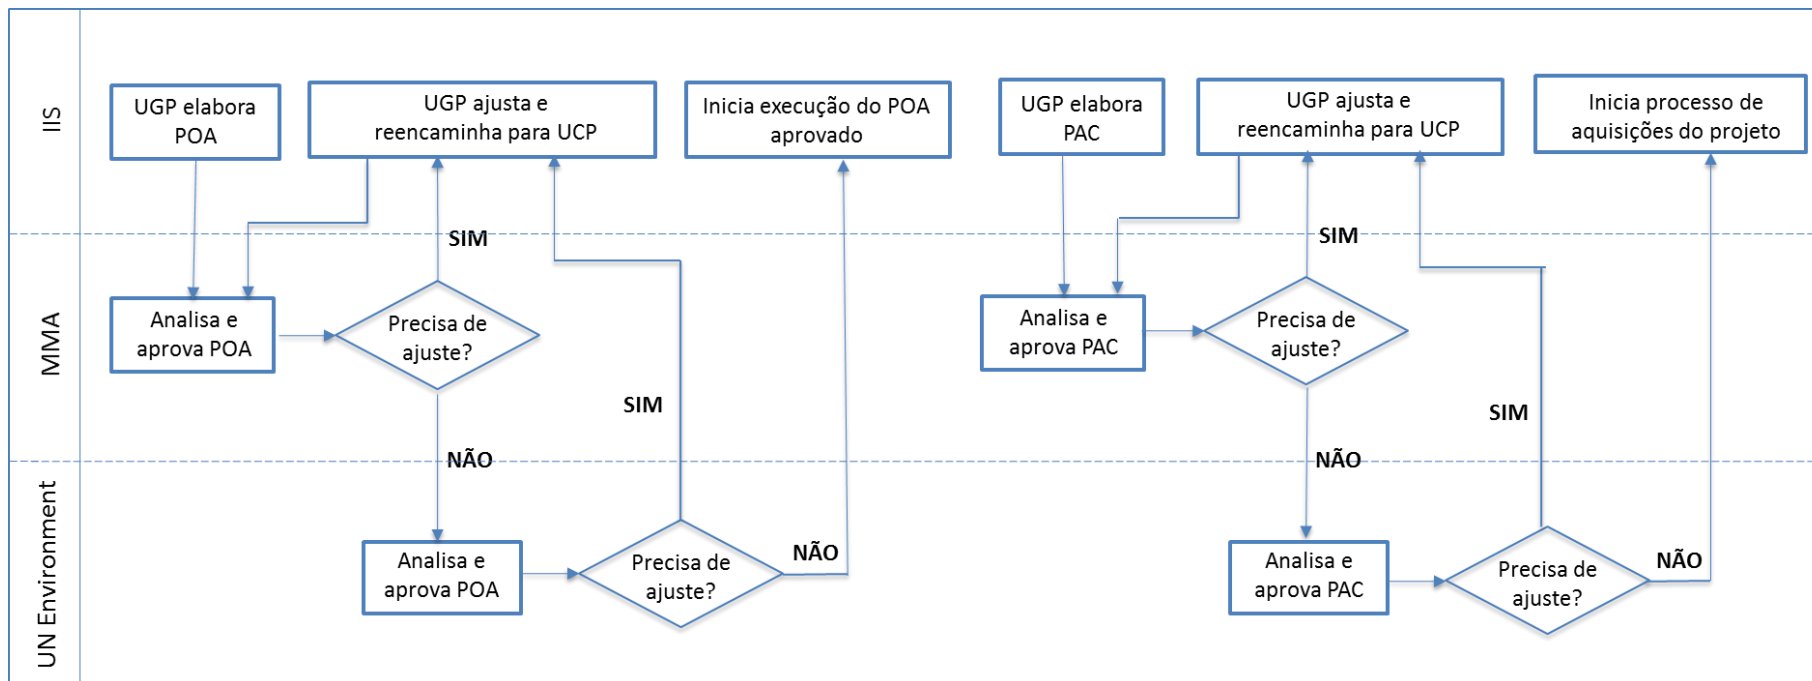 IIS
UGP elabora
POA
UGP ajusta e
reencaminha para UCP
Inicia execução do POA
aprovado
UGP elabora
PAC
UGP ajusta e
reencaminha para UCP
Inicia processo de
aquisições do projeto
MMA
SIM
Analisa e
aprova POA
Precisa de
ajuste?
SIM
NÃO
SIM
Analisa e
aprova PAC
Precisa de
ajuste?
SIM
NÃO
UN Environment
Analisa e
aprova POA
Precisa de
ajuste?
NÃO
Analisa e
aprova PAC
Precisa de
ajuste?
NÃO